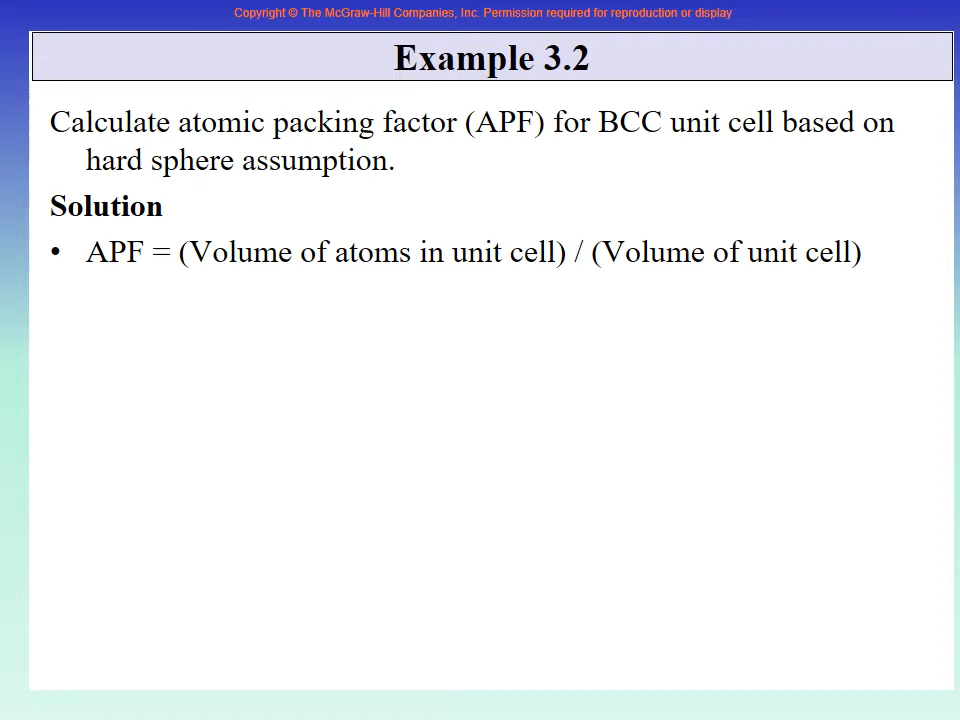 Copyright © The McGraw-Hill Companies, Inc. Permission required for reproduction or display
Example 3.2
Calculate atomic packing factor (APF) for BCC unit cell based on
hard sphere assumption.
Solution
• APF = (Volume of atoms in unit cell) / (Volume of unit cell)